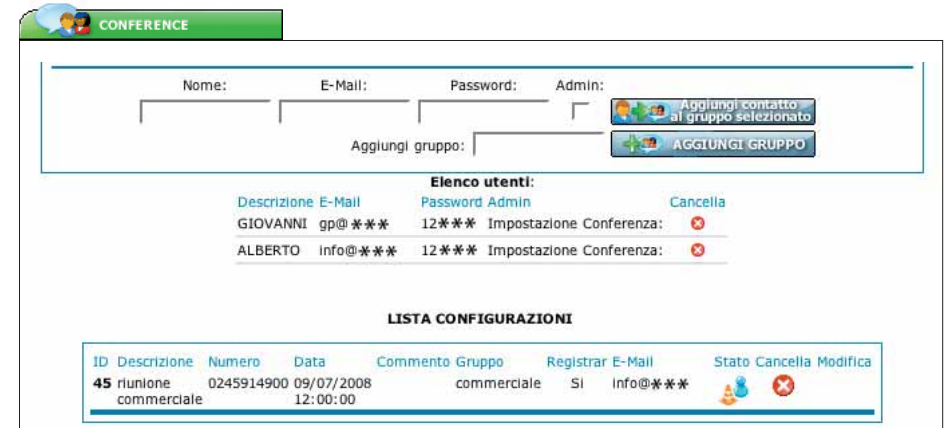 CONFERENCE
Nome: E-Mail: Password: Admin:
Aggiungi contatto
al gruppo selezionato
Aggiungi gruppo: AGGIUNGI GRUPPO
Elenco utenti:
Descrizione E-Mail Password Admin Cancella
GIOVANNI gp@*** 12*** Impostazione Conferenza:
ALBERTO info@*** 12*** Impostazione Conferenza:
LISTA CONFIGURAZIONI
ID Descrizione Numero Data Commento Gruppo Registrar E-Mail Stato Cancella Modifica
45 riunione 0245914900 09/07/2008 commerciale Si info@***
commerciale 12:00:00